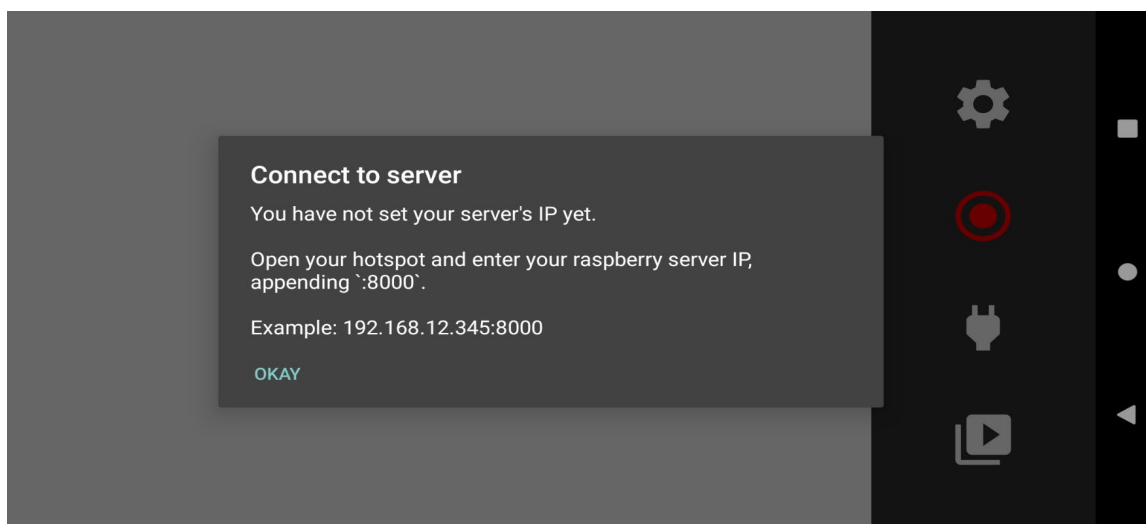 Connect to server
You have not set your server's IP yet.
Open your hotspot and enter your raspberry server IP,
appending `:8000`.
Example: 192.168.12.345:8000
OKAY